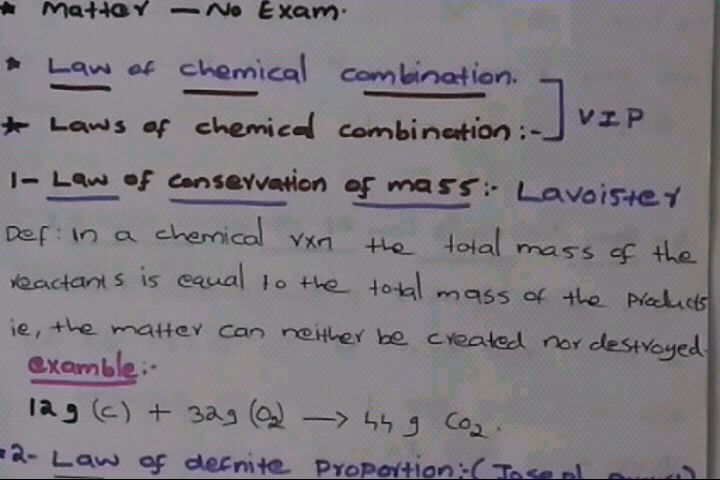 * Matter — No Exam.
* Law of chemical combination.
* Laws of chemical combination:-
VIP
1- Law of conservation of mass:- Lavoister
Def: In a chemical rxn the total mass of the
reactants is equal to the total mass of the products
ie, the matter can neither be created nor destroyed.
examble:-
12 g (C) + 32g (O2) → 44 g CO2.
2- Law of defnite proportion:-(